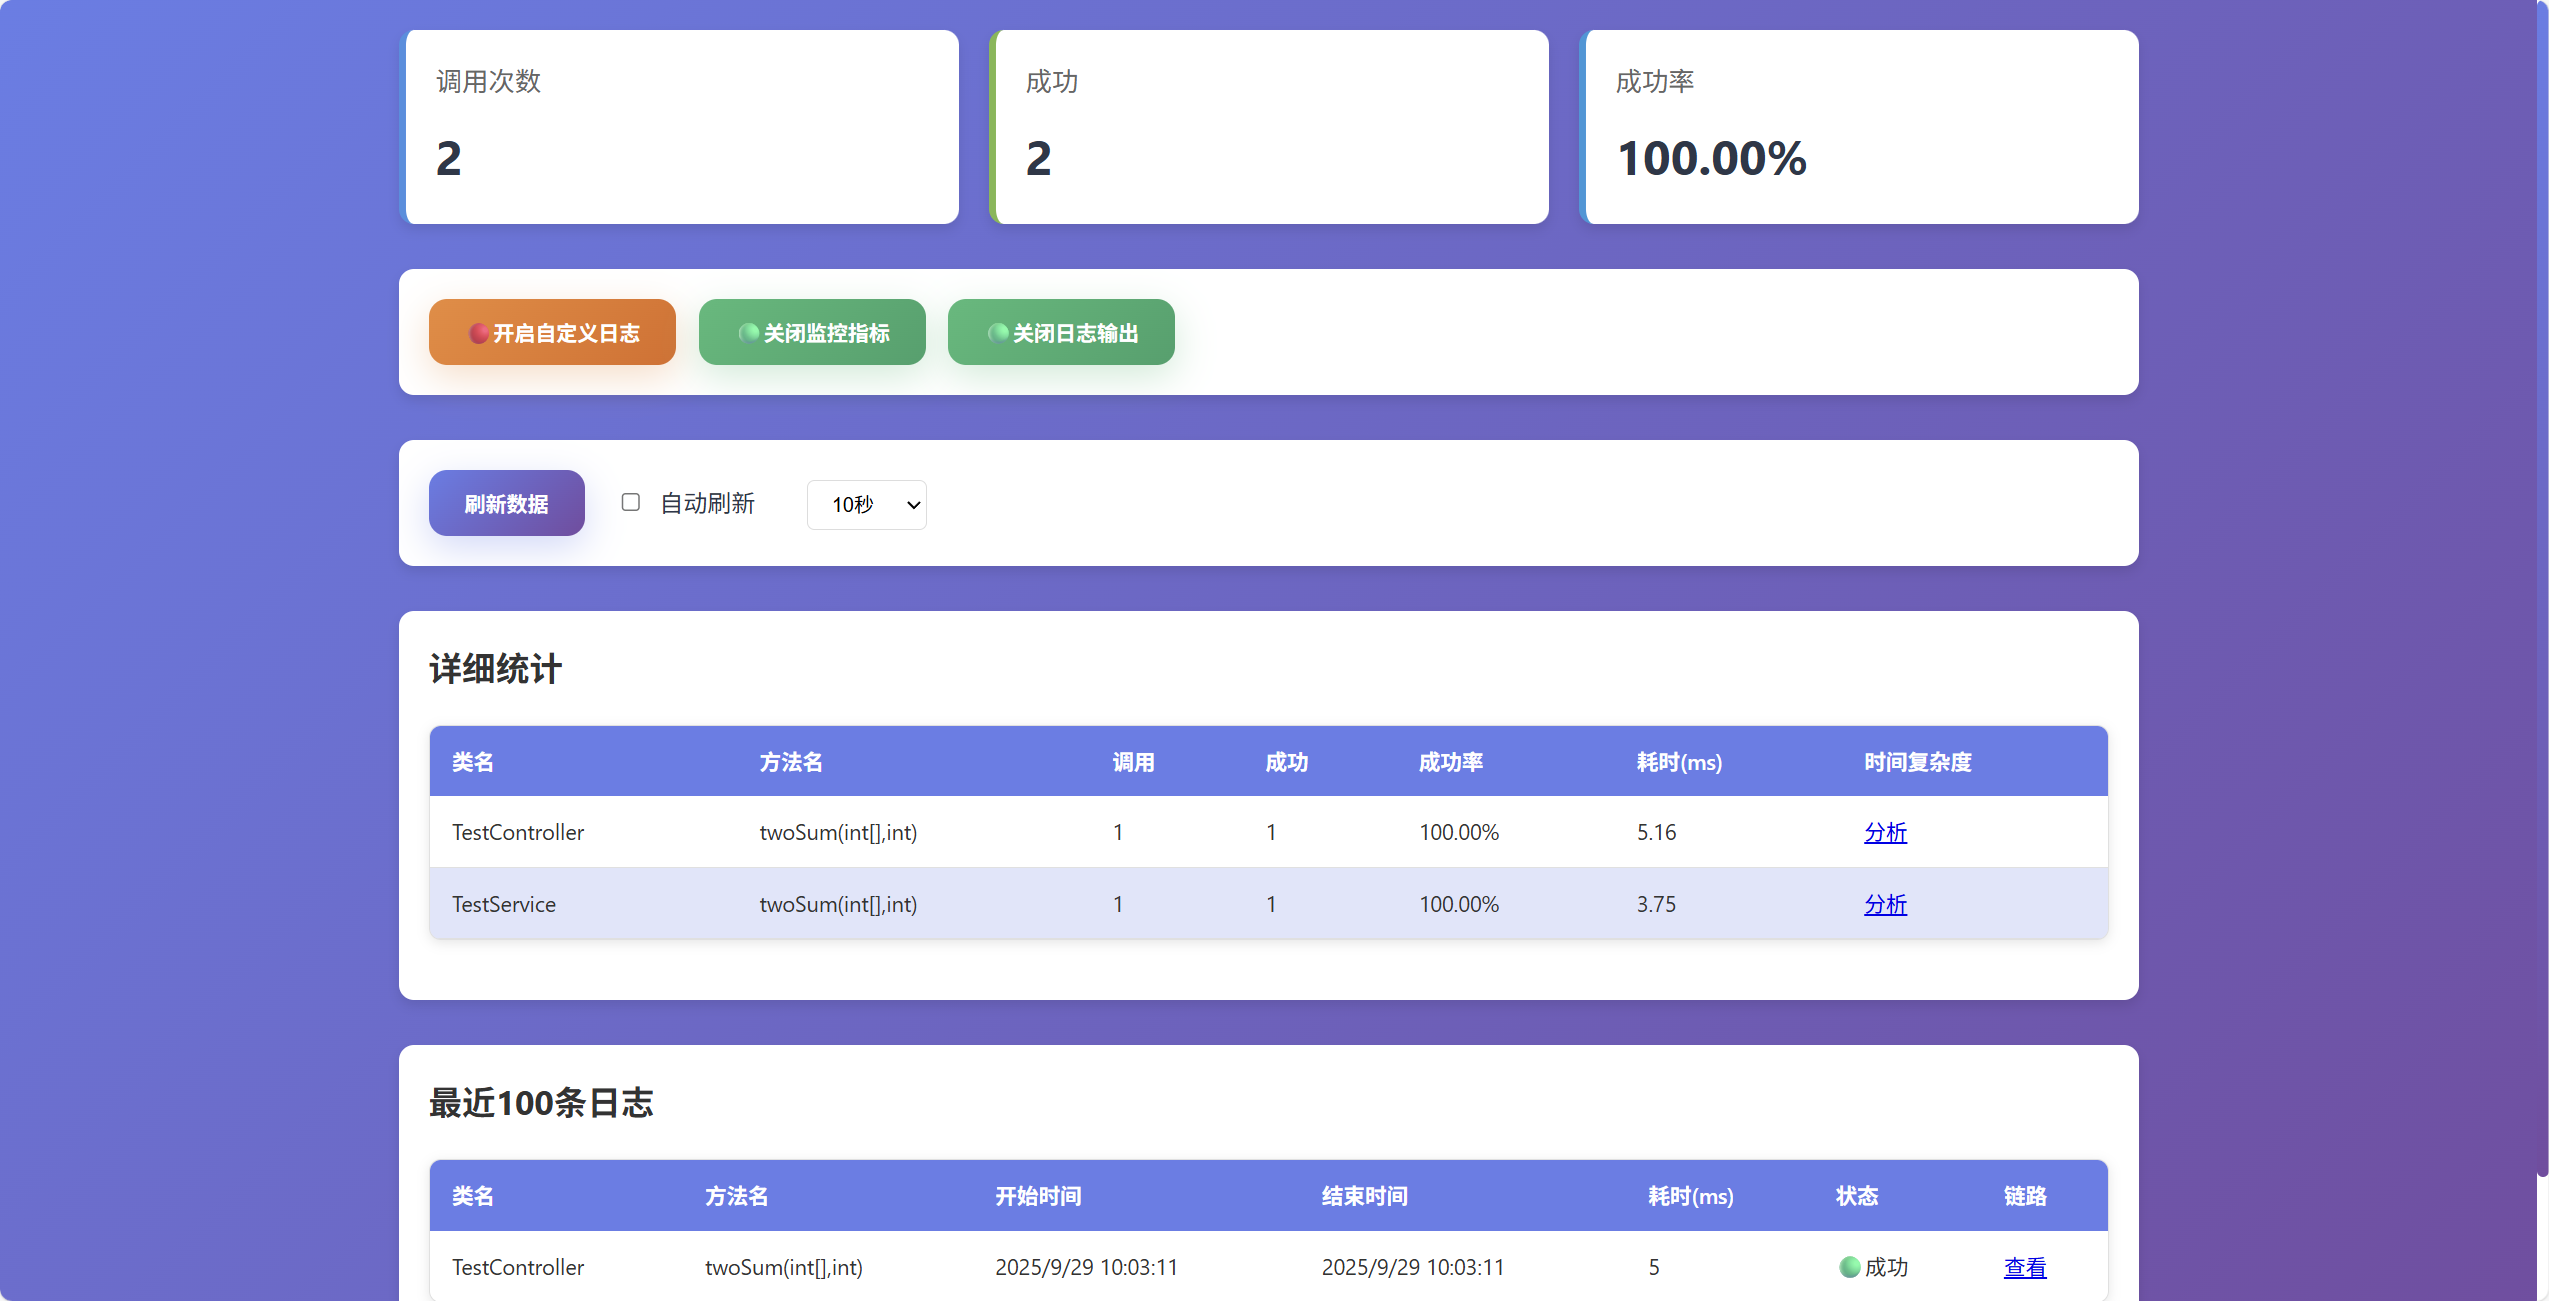 调用次数 成功 成功率
2 2 100.00%
开启自定义日志 关闭监控指标 关闭日志输出
刷新数据 自动刷新 10秒
详细统计
类名 方法名 调用 成功 成功率 耗时(ms) 时间复杂度
TestController twoSum(int[],int) 1 1 100.00% 5.16 分析
TestService twoSum(int[],int) 1 1 100.00% 3.75 分析
最近100条日志
类名 方法名 开始时间 结束时间 耗时(ms) 状态 链路
TestController twoSum(int[],int) 2025/9/29 10:03:11 2025/9/29 10:03:11 5 成功 查看